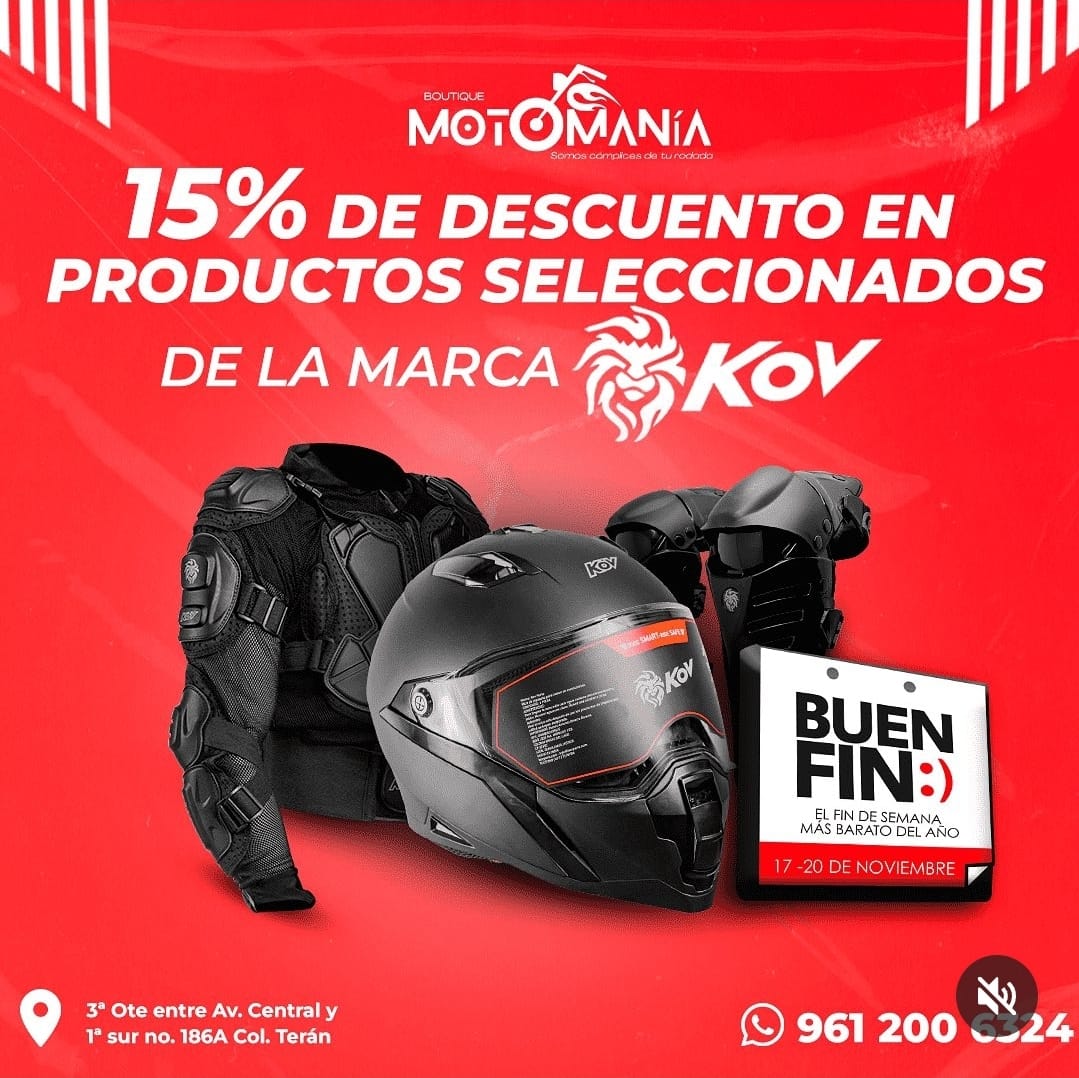 BOUTIQUE
MOTOMANÍA
Somos cómplices de tu rodada
15% DE DESCUENTO EN
PRODUCTOS SELECCIONADOS
DE LA MARCA KOV
KOV
KOV
BUEN
FIN:)
EL FIN DE SEMANA
MÁS BARATO DEL AÑO
17 -20 DE NOVIEMBRE
3ª Ote entre Av. Central y
1ª sur no. 186A Col. Terán
961 200 6324